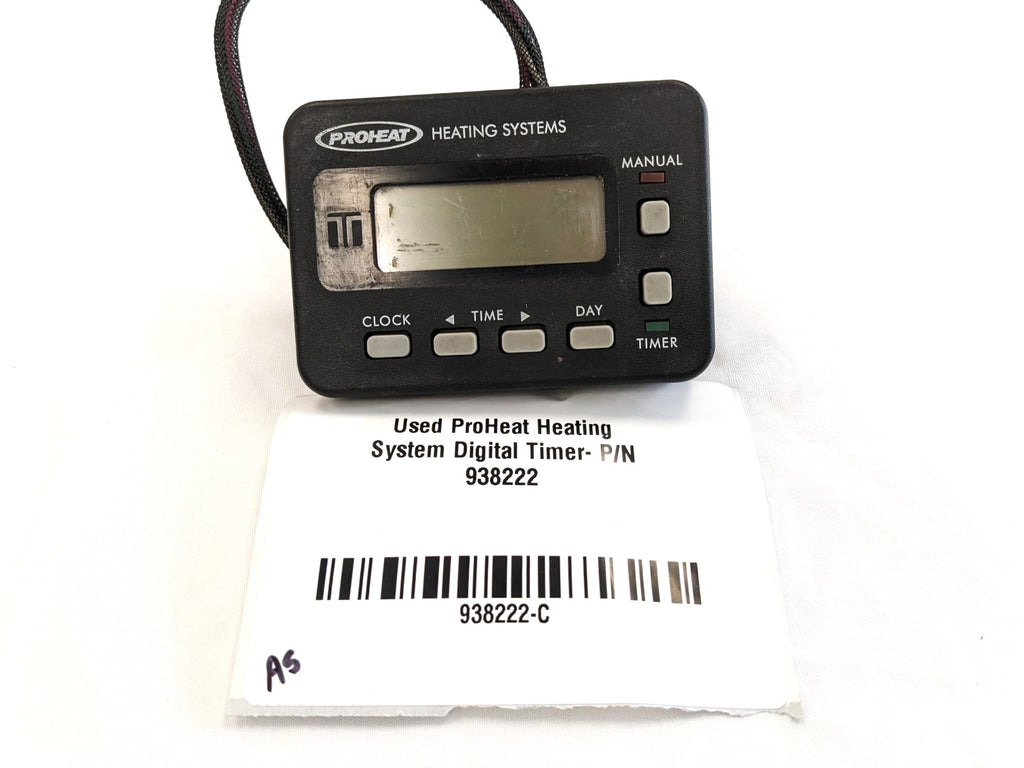 PROHEAT HEATING SYSTEMS
MANUAL
CLOCK
◀ TIME ▶
DAY
TIMER
Used ProHeat Heating
System Digital Timer- P/N
938222
938222-C
AS